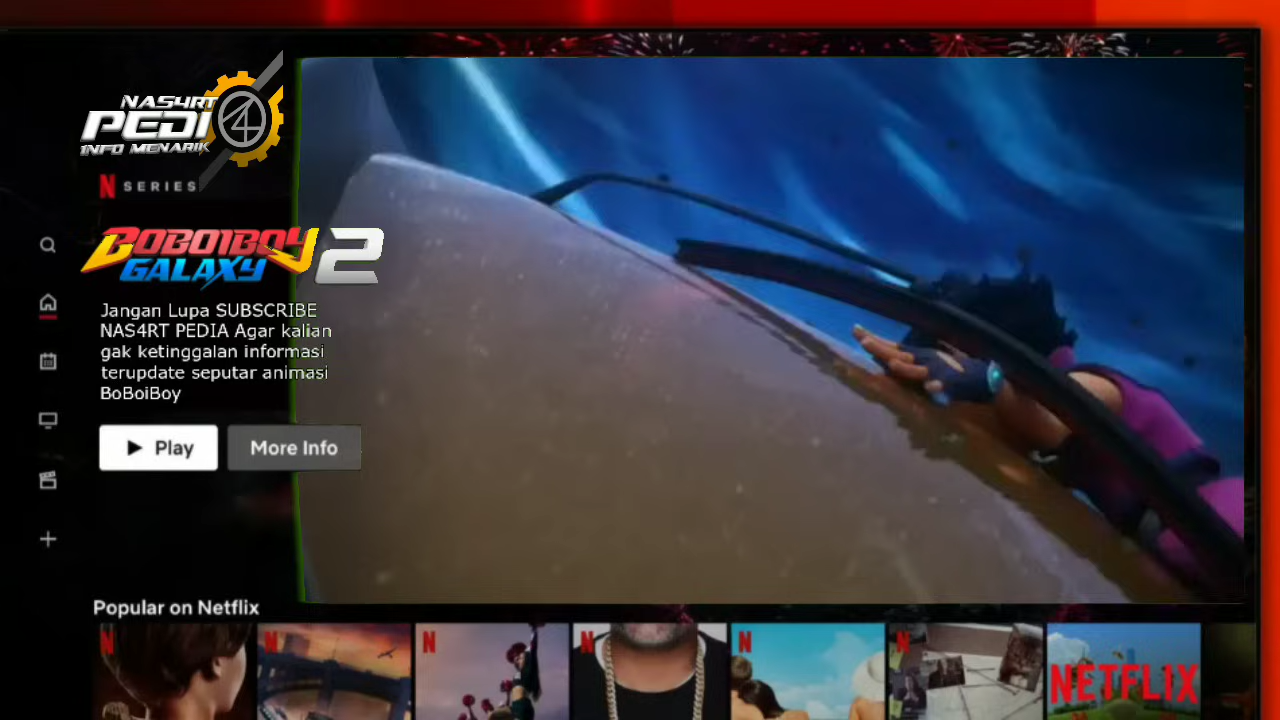 NAS4RT
PEDI
INFO MENARIK
N SERIES
BOBOIBOY
GALAXY 2
Jangan Lupa SUBSCRIBE
NAS4RT PEDIA Agar kalian
gak ketinggalan informasi
terupdate seputar animasi
BoBoiBoy
Play
More Info
Popular on Netflix
N
N
N
N
N
N
NETFLIX